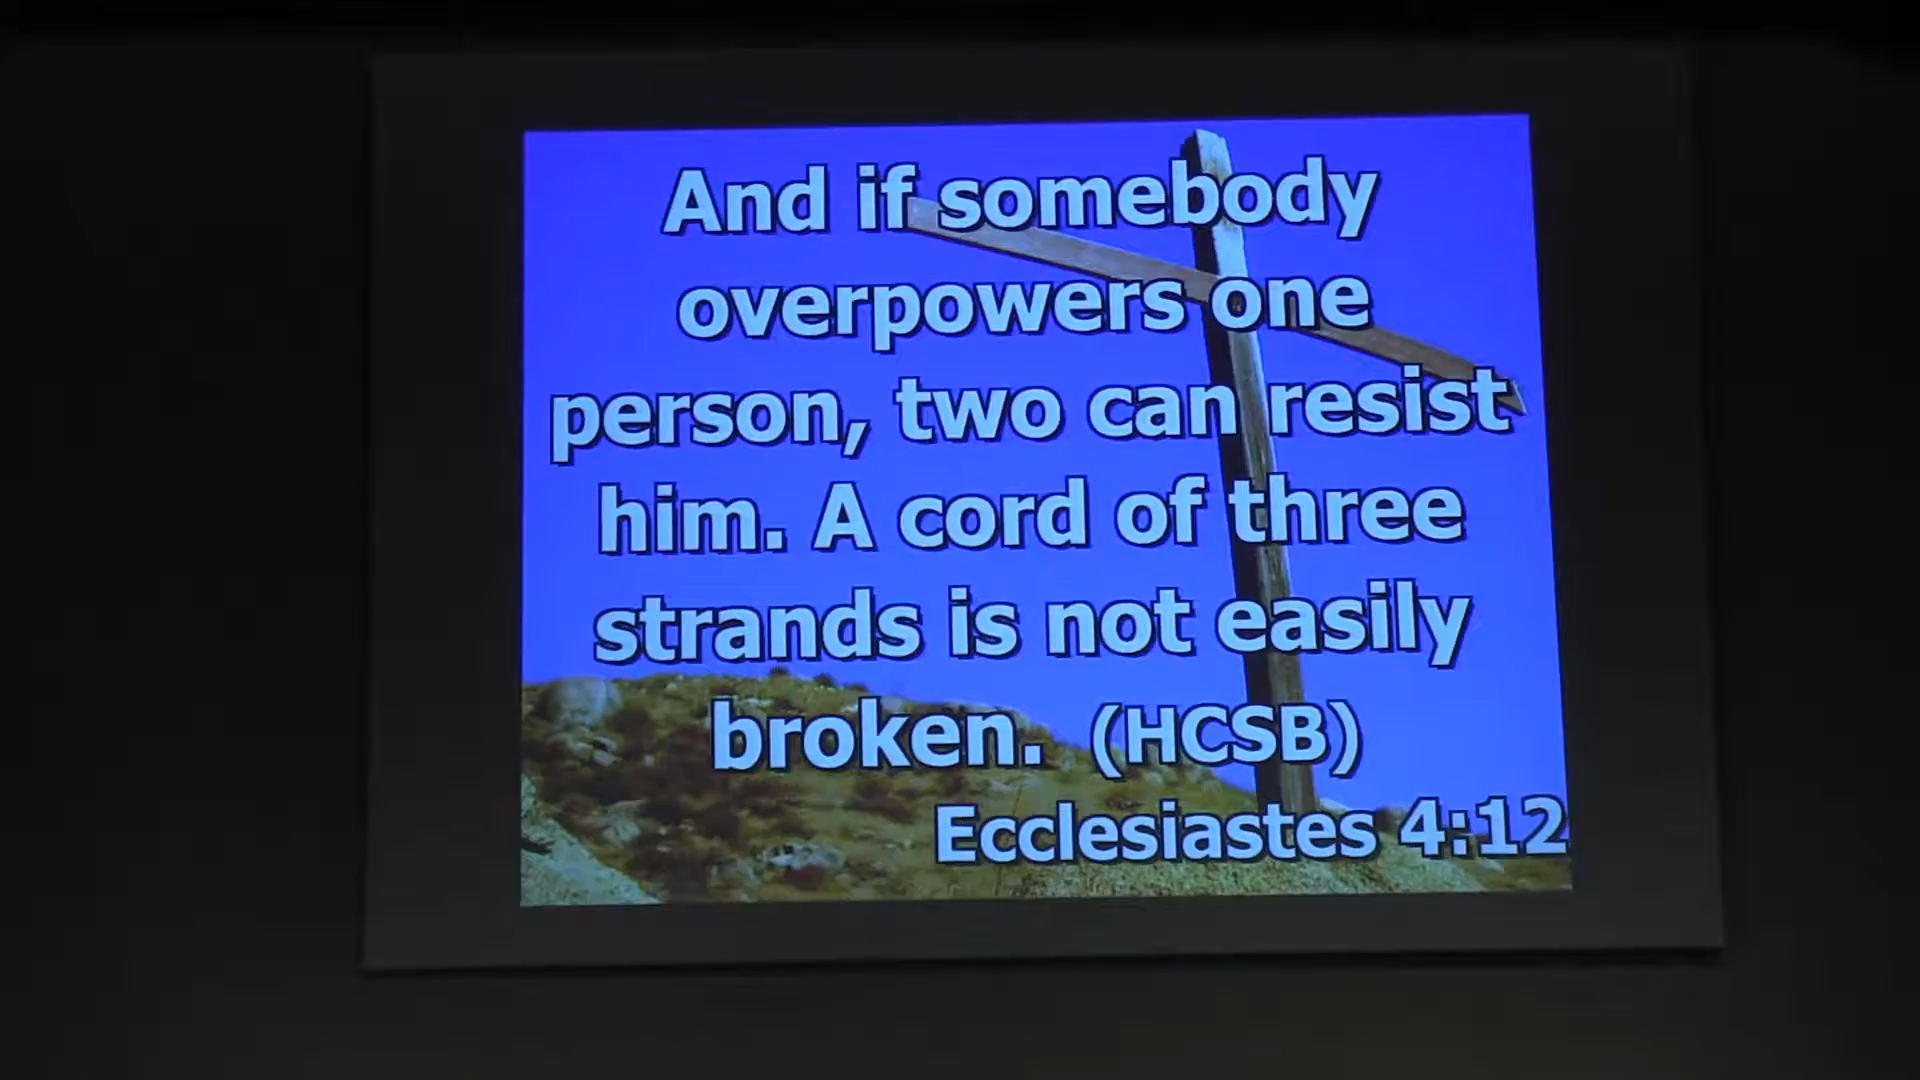 And if somebody
overpowers one
person, two can resist
him. A cord of three
strands is not easily
broken. (HCSB)
Ecclesiastes 4:12